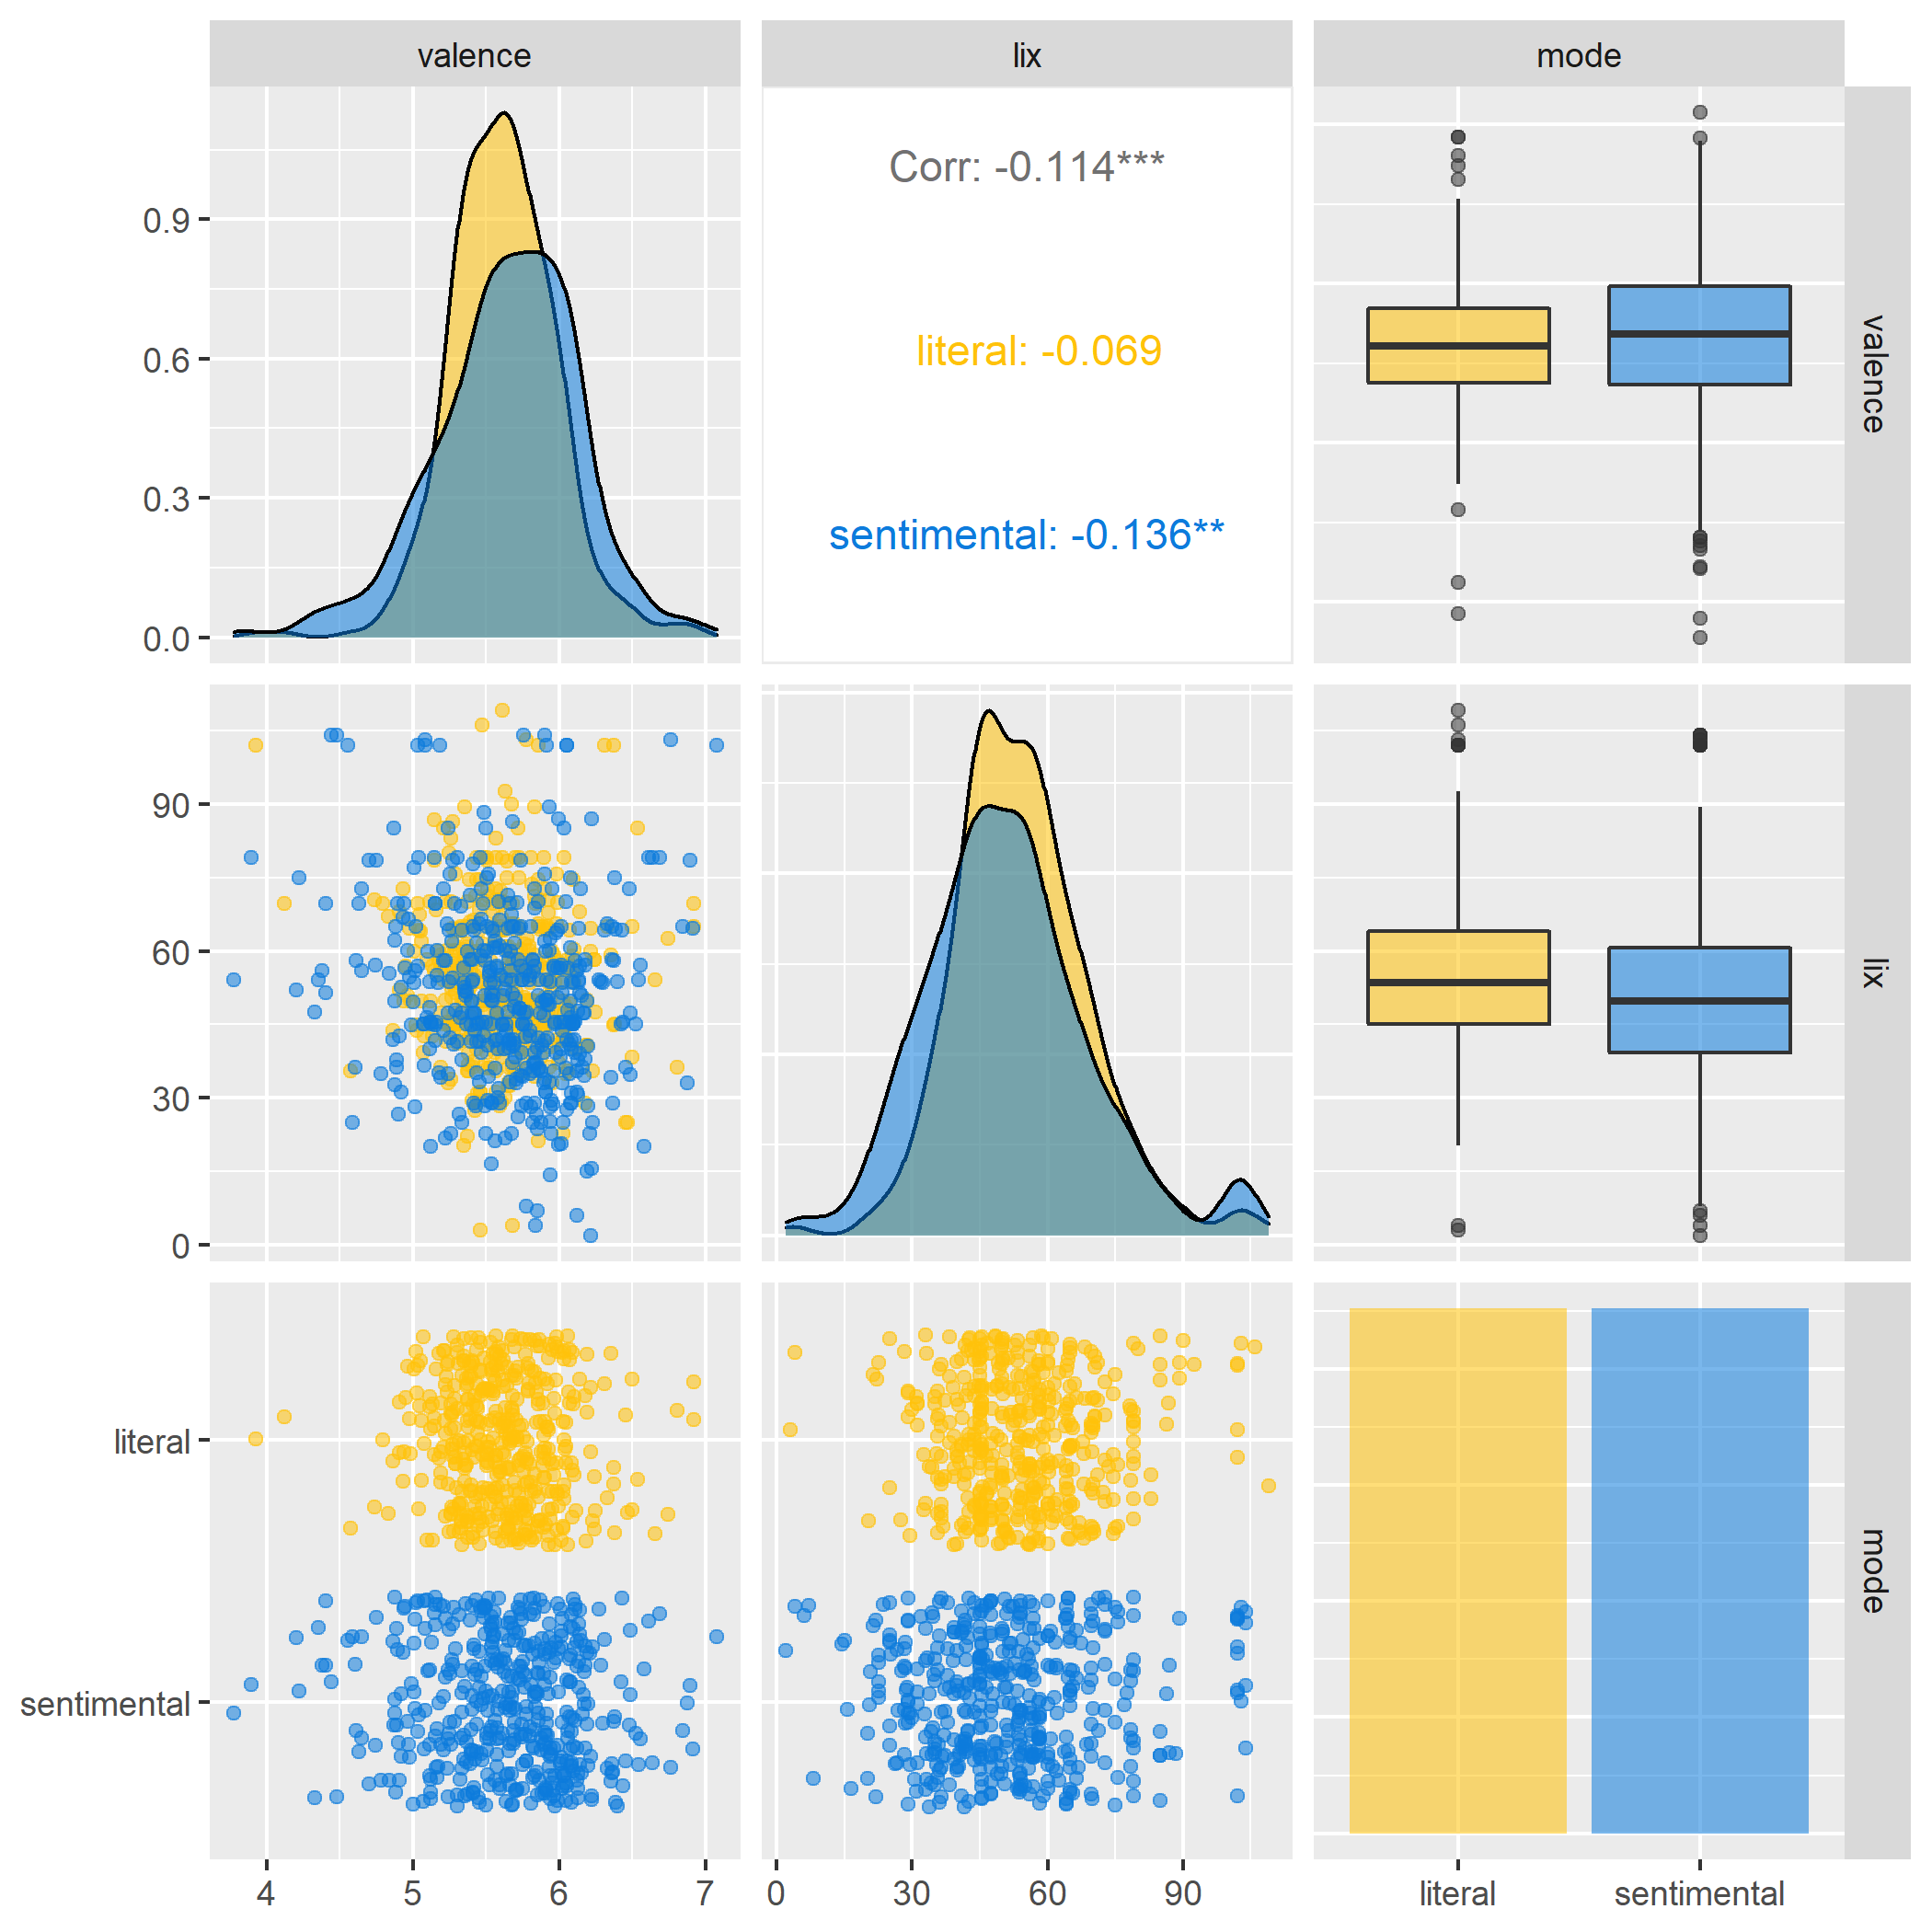 valence
lix
mode
0.9
0.6
0.3
0.0
Corr: -0.114***
literal: -0.069
sentimental: -0.136**
valence
90
60
30
0
lix
literal
sentimental
mode
4 5 6 7
0 30 60 90
literal sentimental